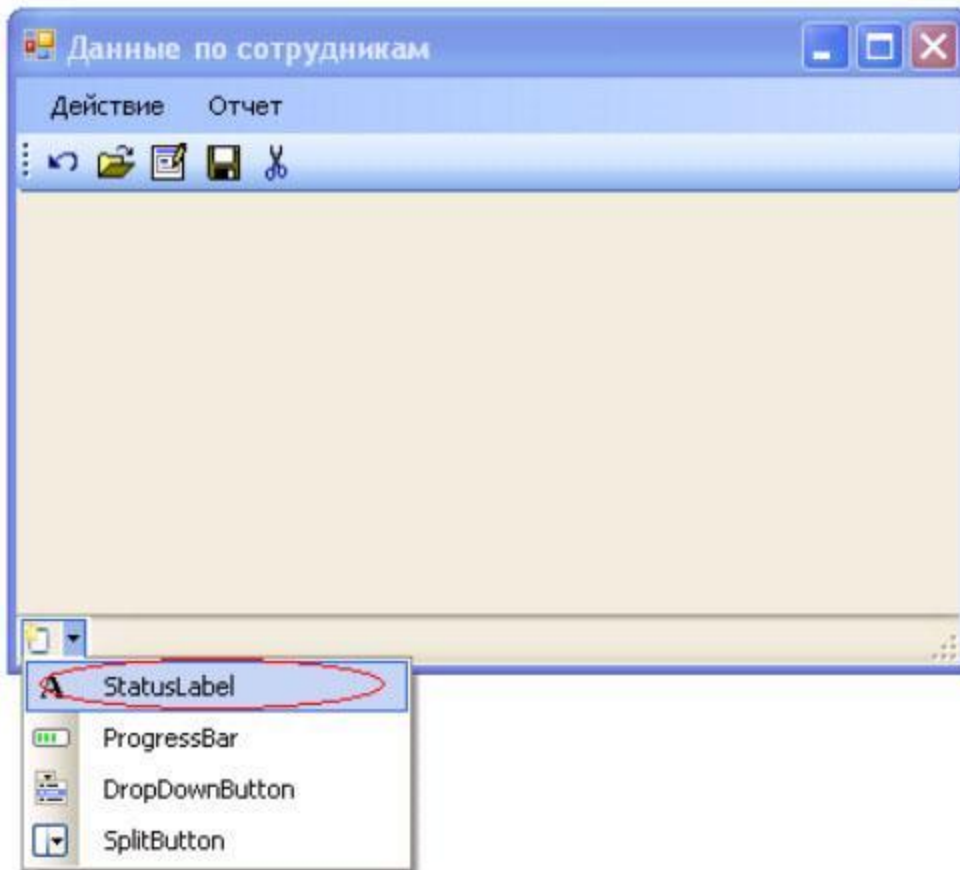 Данные по сотрудникам
Действие Отчет
StatusLabel
ProgressBar
DropDownButton
SplitButton